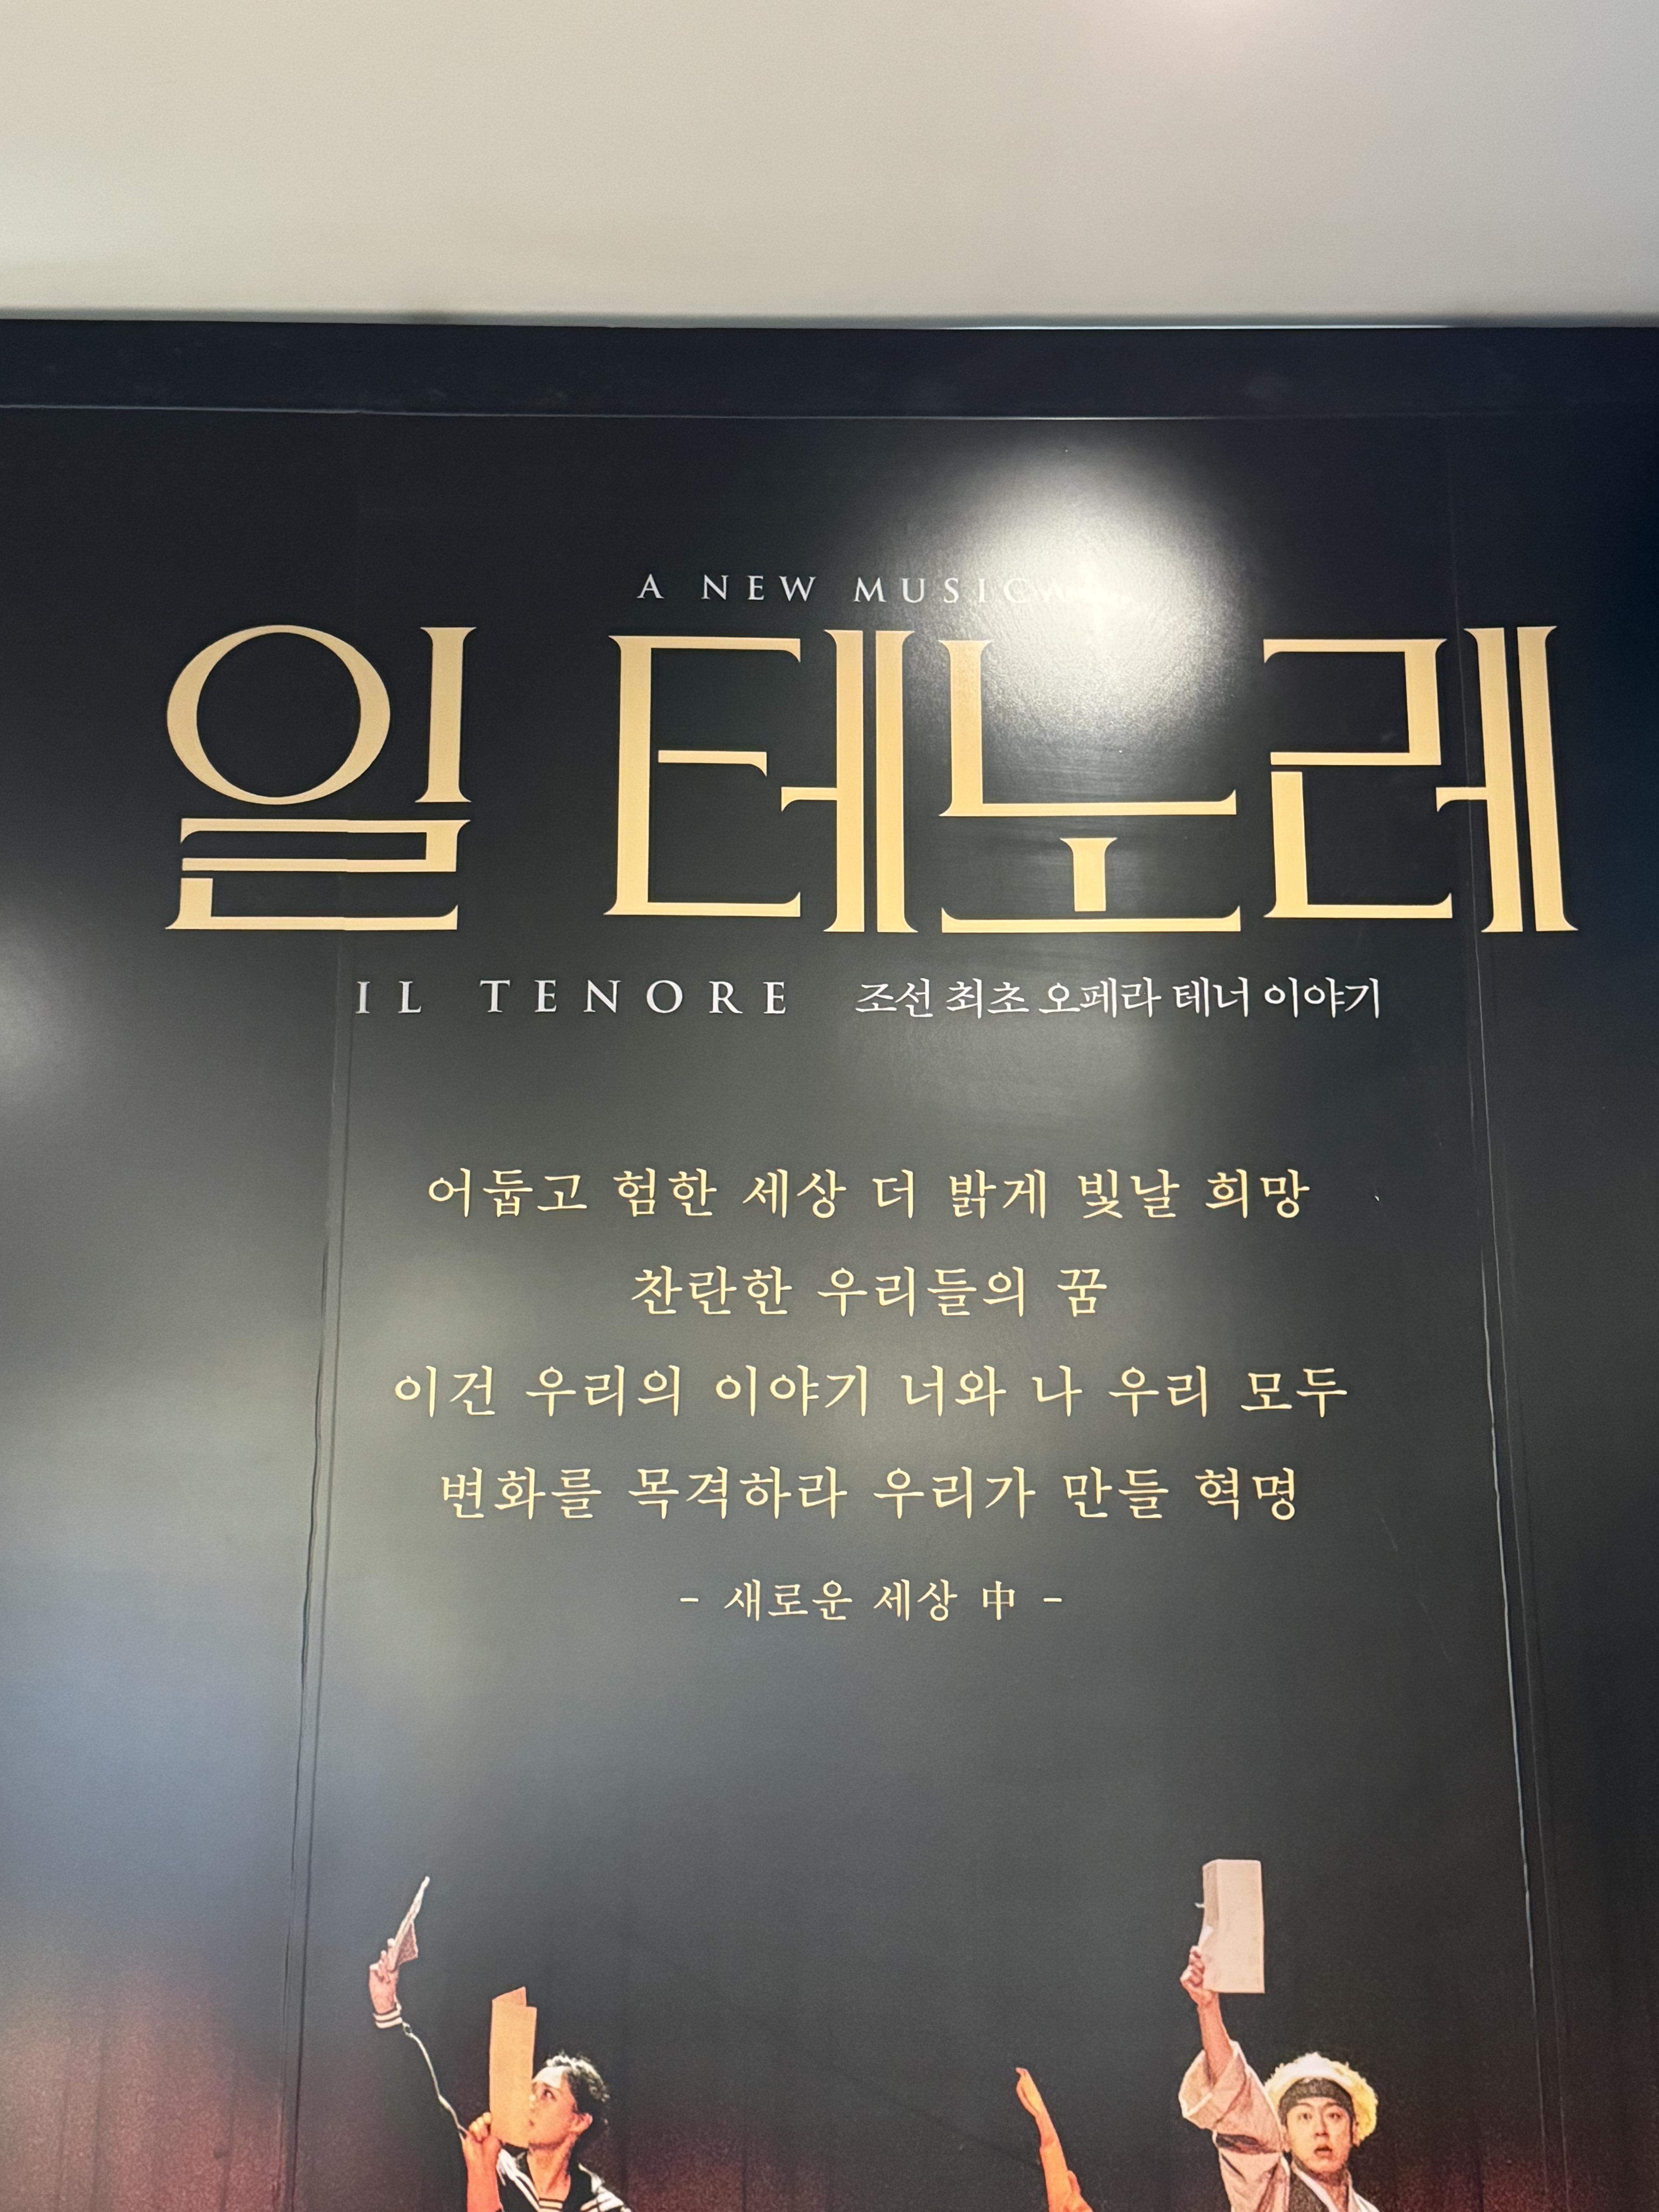 A NEW MUSICAL
일 테노레
IL TENORE 조선 최초 오페라 테너 이야기
어둡고 험한 세상 더 밝게 빛날 희망
찬란한 우리들의 꿈
이건 우리의 이야기 너와 나 우리 모두
변화를 목격하라 우리가 만들 혁명
- 새로운 세상 中 -